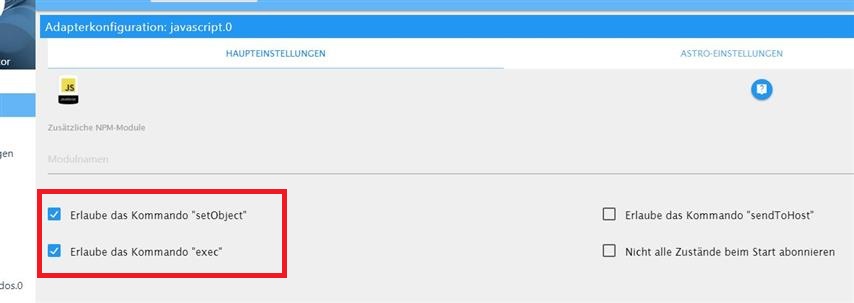 Adapterkonfiguration: javascript.0
tor
HAUPTEINSTELLUNGEN
ASTRO-EINSTELLUNGEN
JS
Zusätzliche NPM-Module
Modulnamen
gen
Erlaube das Kommando "setObject"
Erlaube das Kommando "sendToHost"
Erlaube das Kommando "exec"
Nicht alle Zustände beim Start abonnieren
dos.0